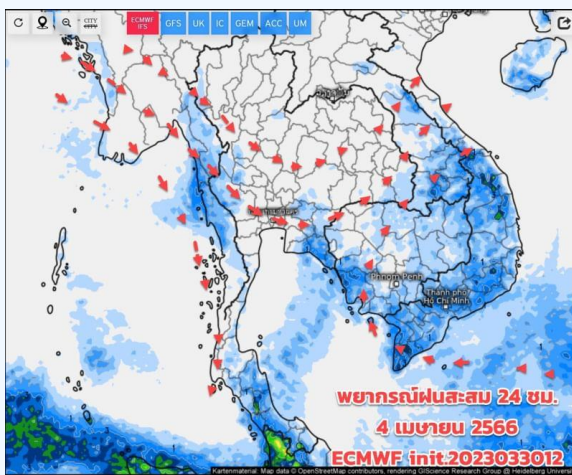 CITY
CITY
ECMWF
IFS
GFS
UK
IC
GEM
ACC
UM
Phnom Penh
Thành phố
Hồ Chí Minh
พยากรณ์ฝนสะสม 24 ชม.
4 เมษายน 2566
ECMWF init.2023033012
Kartenmaterial: Map data © OpenStreetMap contributors, rendering GIScience Research Group @ Heidelberg Univers